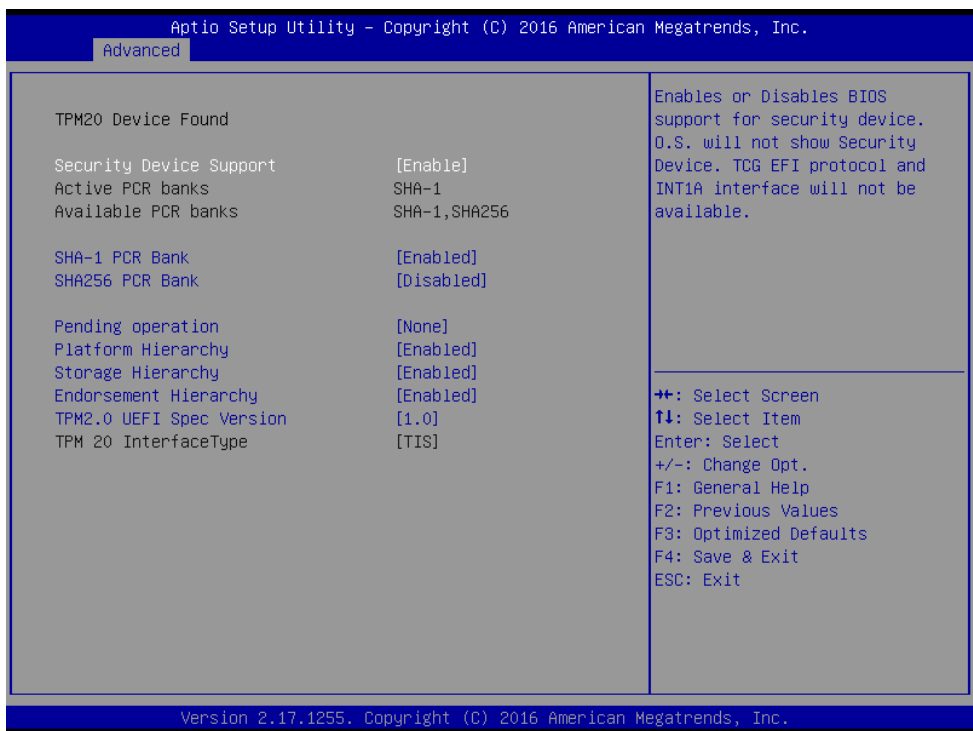 Aptio Setup Utility – Copyright (C) 2016 American Megatrends, Inc.
Advanced
TPM20 Device Found
Security Device Support [Enable]
Active PCR banks SHA-1
Available PCR banks SHA-1,SHA256
SHA-1 PCR Bank [Enabled]
SHA256 PCR Bank [Disabled]
Pending operation [None]
Platform Hierarchy [Enabled]
Storage Hierarchy [Enabled]
Endorsement Hierarchy [Enabled]
TPM2.0 UEFI Spec Version [1.0]
TPM 20 InterfaceType [TIS]
Enables or Disables BIOS
support for security device.
O.S. will not show Security
Device. TCG EFI protocol and
INT1A interface will not be
available.
→←: Select Screen
↑↓: Select Item
Enter: Select
+/-: Change Opt.
F1: General Help
F2: Previous Values
F3: Optimized Defaults
F4: Save & Exit
ESC: Exit
Version 2.17.1255. Copyright (C) 2016 American Megatrends, Inc.